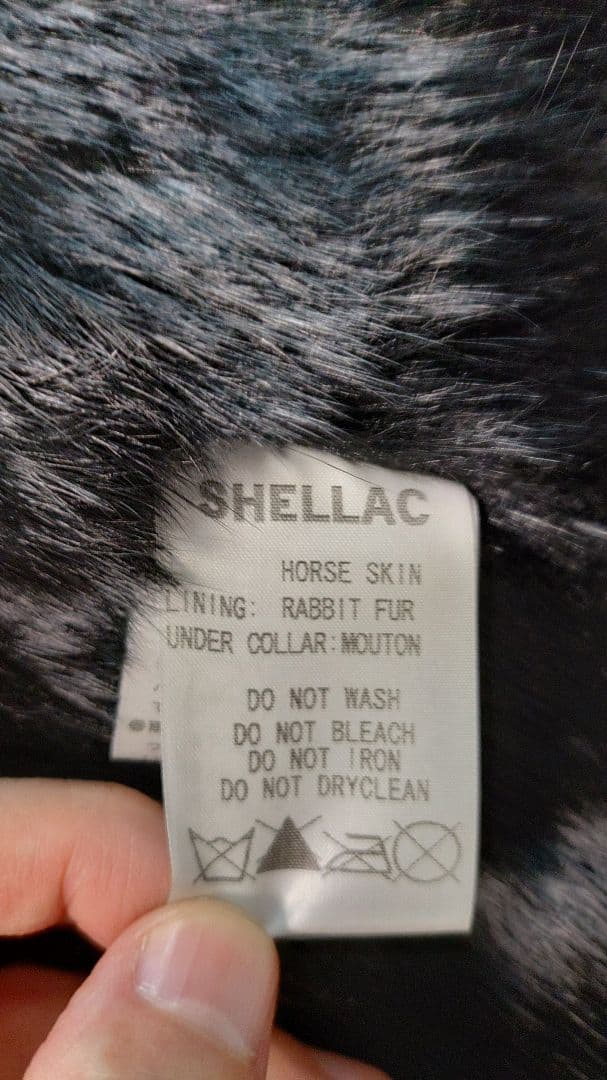 SHELLAC
HORSE SKIN
LINING: RABBIT FUR
UNDER COLLAR:MOUTON
DO NOT WASH
DO NOT BLEACH
DO NOT IRON
DO NOT DRYCLEAN